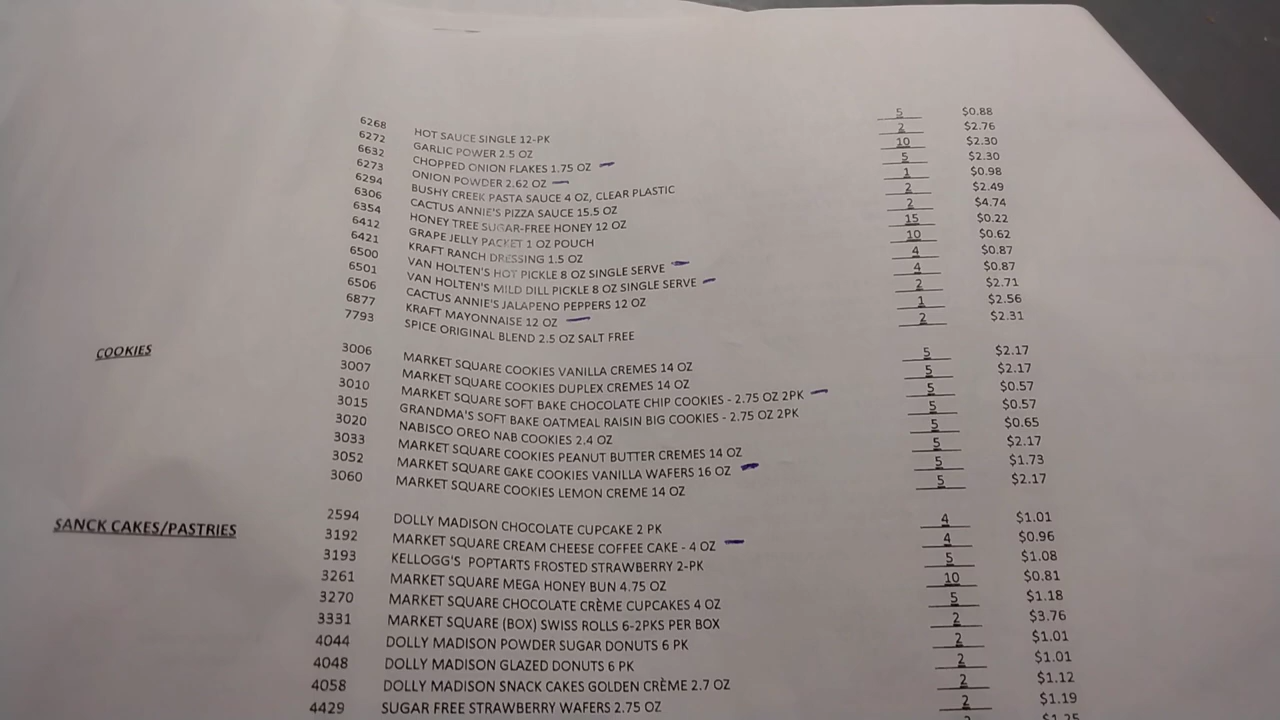 6268 HOT SAUCE SINGLE 12-PK 5 $0.88
6272 GARLIC POWER 2.5 OZ 2 $2.76
6632 CHOPPED ONION FLAKES 1.75 OZ 10 $2.30
6273 ONION POWDER 2.62 OZ 5 $2.30
6294 BUSHY CREEK PASTA SAUCE 4 OZ, CLEAR PLASTIC 1 $0.98
6306 CACTUS ANNIE'S PIZZA SAUCE 15.5 OZ 2 $2.49
6354 HONEY TREE SUGAR-FREE HONEY 12 OZ 2 $4.74
6412 GRAPE JELLY PACKET 1 OZ POUCH 15 $0.22
6421 KRAFT RANCH DRESSING 1.5 OZ 10 $0.62
6500 VAN HOLTEN'S HOT PICKLE 8 OZ SINGLE SERVE 4 $0.87
6501 VAN HOLTEN'S MILD DILL PICKLE 8 OZ SINGLE SERVE 4 $0.87
6506 CACTUS ANNIE'S JALAPENO PEPPERS 12 OZ 2 $2.71
6877 KRAFT MAYONNAISE 12 OZ 1 $2.56
7793 SPICE ORIGINAL BLEND 2.5 OZ SALT FREE 2 $2.31
COOKIES
3006 MARKET SQUARE COOKIES VANILLA CREMES 14 OZ 5 $2.17
3007 MARKET SQUARE COOKIES DUPLEX CREMES 14 OZ 5 $2.17
3010 MARKET SQUARE SOFT BAKE CHOCOLATE CHIP COOKIES - 2.75 OZ 2PK 5 $0.57
3015 GRANDMA'S SOFT BAKE OATMEAL RAISIN BIG COOKIES - 2.75 OZ 2PK 5 $0.57
3020 NABISCO OREO NAB COOKIES 2.4 OZ 5 $0.65
3033 MARKET SQUARE COOKIES PEANUT BUTTER CREMES 14 OZ 5 $2.17
3052 MARKET SQUARE GAKE COOKIES VANILLA WAFERS 16 OZ 5 $1.73
3060 MARKET SQUARE COOKIES LEMON CREME 14 OZ 5 $2.17
SANCK CAKES/PASTRIES
2594 DOLLY MADISON CHOCOLATE CUPCAKE 2 PK 4 $1.01
3192 MARKET SQUARE CREAM CHEESE COFFEE CAKE - 4 OZ 4 $0.96
3193 KELLOGG'S POPTARTS FROSTED STRAWBERRY 2-PK 5 $1.08
3261 MARKET SQUARE MEGA HONEY BUN 4.75 OZ 10 $0.81
3270 MARKET SQUARE CHOCOLATE CRÈME CUPCAKES 4 OZ 5 $1.18
3331 MARKET SQUARE (BOX) SWISS ROLLS 6-2PKS PER BOX 2 $3.76
4044 DOLLY MADISON POWDER SUGAR DONUTS 6 PK 2 $1.01
4048 DOLLY MADISON GLAZED DONUTS 6 PK 2 $1.01
4058 DOLLY MADISON SNACK CAKES GOLDEN CRÈME 2.7 OZ 2 $1.12
4429 SUGAR FREE STRAWBERRY WAFERS 2.75 OZ 2 $1.19